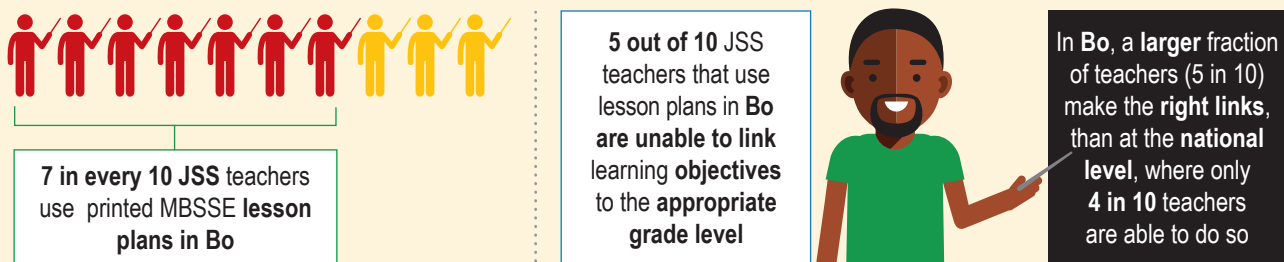 7 in every 10 JSS teachers
use printed MBSSE lesson
plans in Bo
5 out of 10 JSS
teachers that use
lesson plans in Bo
are unable to link
learning objectives
to the appropriate
grade level
In Bo, a larger fraction
of teachers (5 in 10)
make the right links,
than at the national
level, where only
4 in 10 teachers
are able to do so